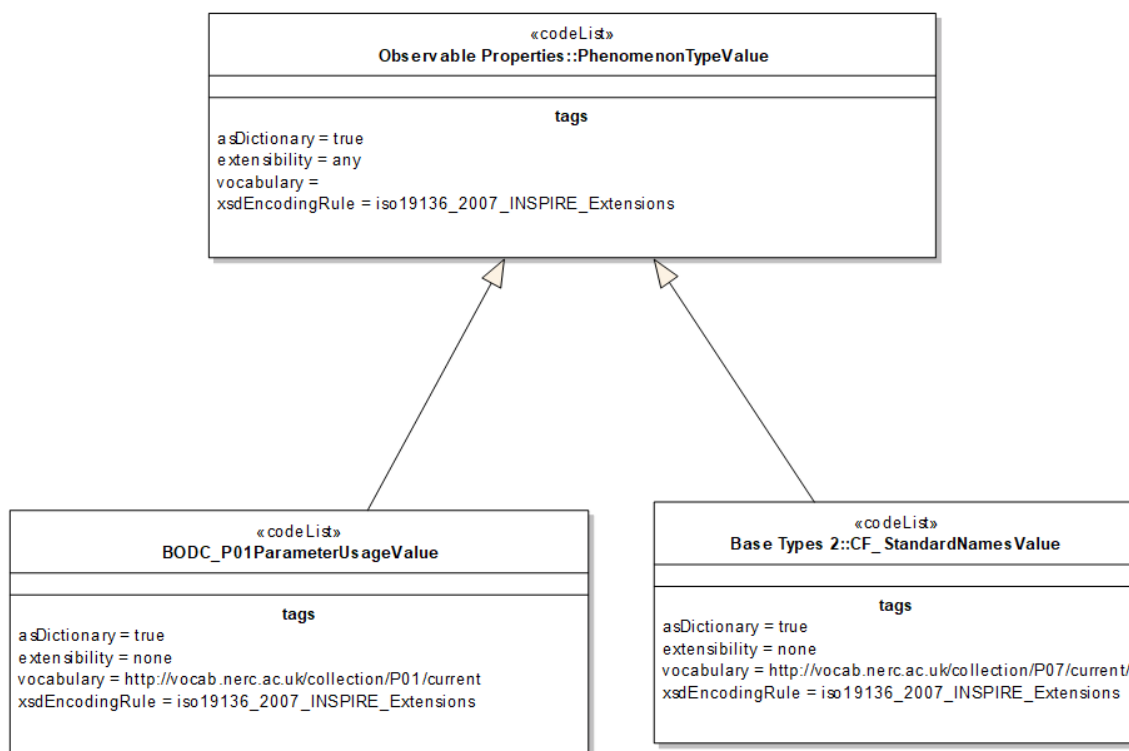 «codeList»
Observable Properties::PhenomenonTypeValue
tags
asDictionary = true
extensibility = any
vocabulary =
xsdEncodingRule = iso19136_2007_INSPIRE_Extensions
«codeList»
BODC_P01ParameterUsageValue
tags
asDictionary = true
extensibility = none
vocabulary = http://vocab.nerc.ac.uk/collection/P01/current
xsdEncodingRule = iso19136_2007_INSPIRE_Extensions
«codeList»
Base Types 2::CF_StandardNamesValue
tags
asDictionary = true
extensibility = none
vocabulary = http://vocab.nerc.ac.uk/collection/P07/current/
xsdEncodingRule = iso19136_2007_INSPIRE_Extensions